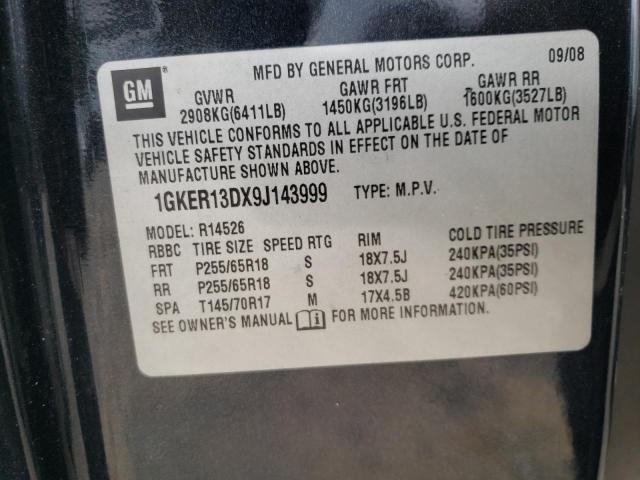 GM ®
MFD BY GENERAL MOTORS CORP. 09/08
GVWR GAWR FRT GAWR RR
2908KG(6411LB) 1450KG(3196LB) 1600KG(3527LB)
THIS VEHICLE CONFORMS TO ALL APPLICABLE U.S. FEDERAL MOTOR
VEHICLE SAFETY STANDARDS IN EFFECT ON THE DATE OF
MANUFACTURE SHOWN ABOVE.
1GKER13DX9J143999 TYPE: M.P.V.
MODEL: R14526
RBBC TIRE SIZE SPEED RTG RIM COLD TIRE PRESSURE
FRT P255/65R18 S 18X7.5J 240KPA(35PSI)
RR P255/65R18 S 18X7.5J 240KPA(35PSI)
SPA T145/70R17 M 17X4.5B 420KPA(60PSI)
SEE OWNER'S MANUAL i FOR MORE INFORMATION.